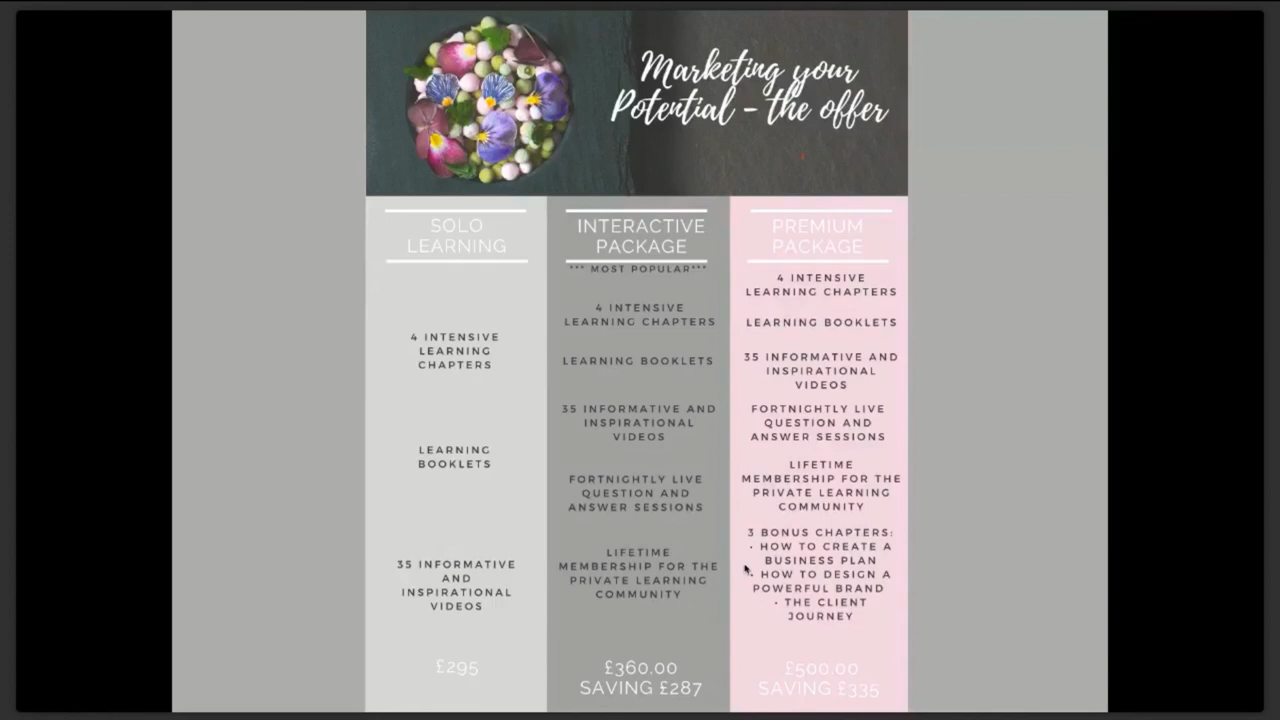 Marketing your
Potential - the offer
SOLO
LEARNING
4 INTENSIVE
LEARNING
CHAPTERS
LEARNING
BOOKLETS
35 INFORMATIVE
AND
INSPIRATIONAL
VIDEOS
£295
INTERACTIVE
PACKAGE
*** MOST POPULAR***
4 INTENSIVE
LEARNING CHAPTERS
LEARNING BOOKLETS
35 INFORMATIVE AND
INSPIRATIONAL
VIDEOS
FORTNIGHTLY LIVE
QUESTION AND
ANSWER SESSIONS
LIFETIME
MEMBERSHIP FOR THE
PRIVATE LEARNING
COMMUNITY
£360.00
SAVING £287
PREMIUM
PACKAGE
4 INTENSIVE
LEARNING CHAPTERS
LEARNING BOOKLETS
35 INFORMATIVE AND
INSPIRATIONAL
VIDEOS
FORTNIGHTLY LIVE
QUESTION AND
ANSWER SESSIONS
LIFETIME
MEMBERSHIP FOR THE
PRIVATE LEARNING
COMMUNITY
3 BONUS CHAPTERS:
• HOW TO CREATE A
BUSINESS PLAN
• HOW TO DESIGN A
POWERFUL BRAND
• THE CLIENT
JOURNEY
£500.00
SAVING £335